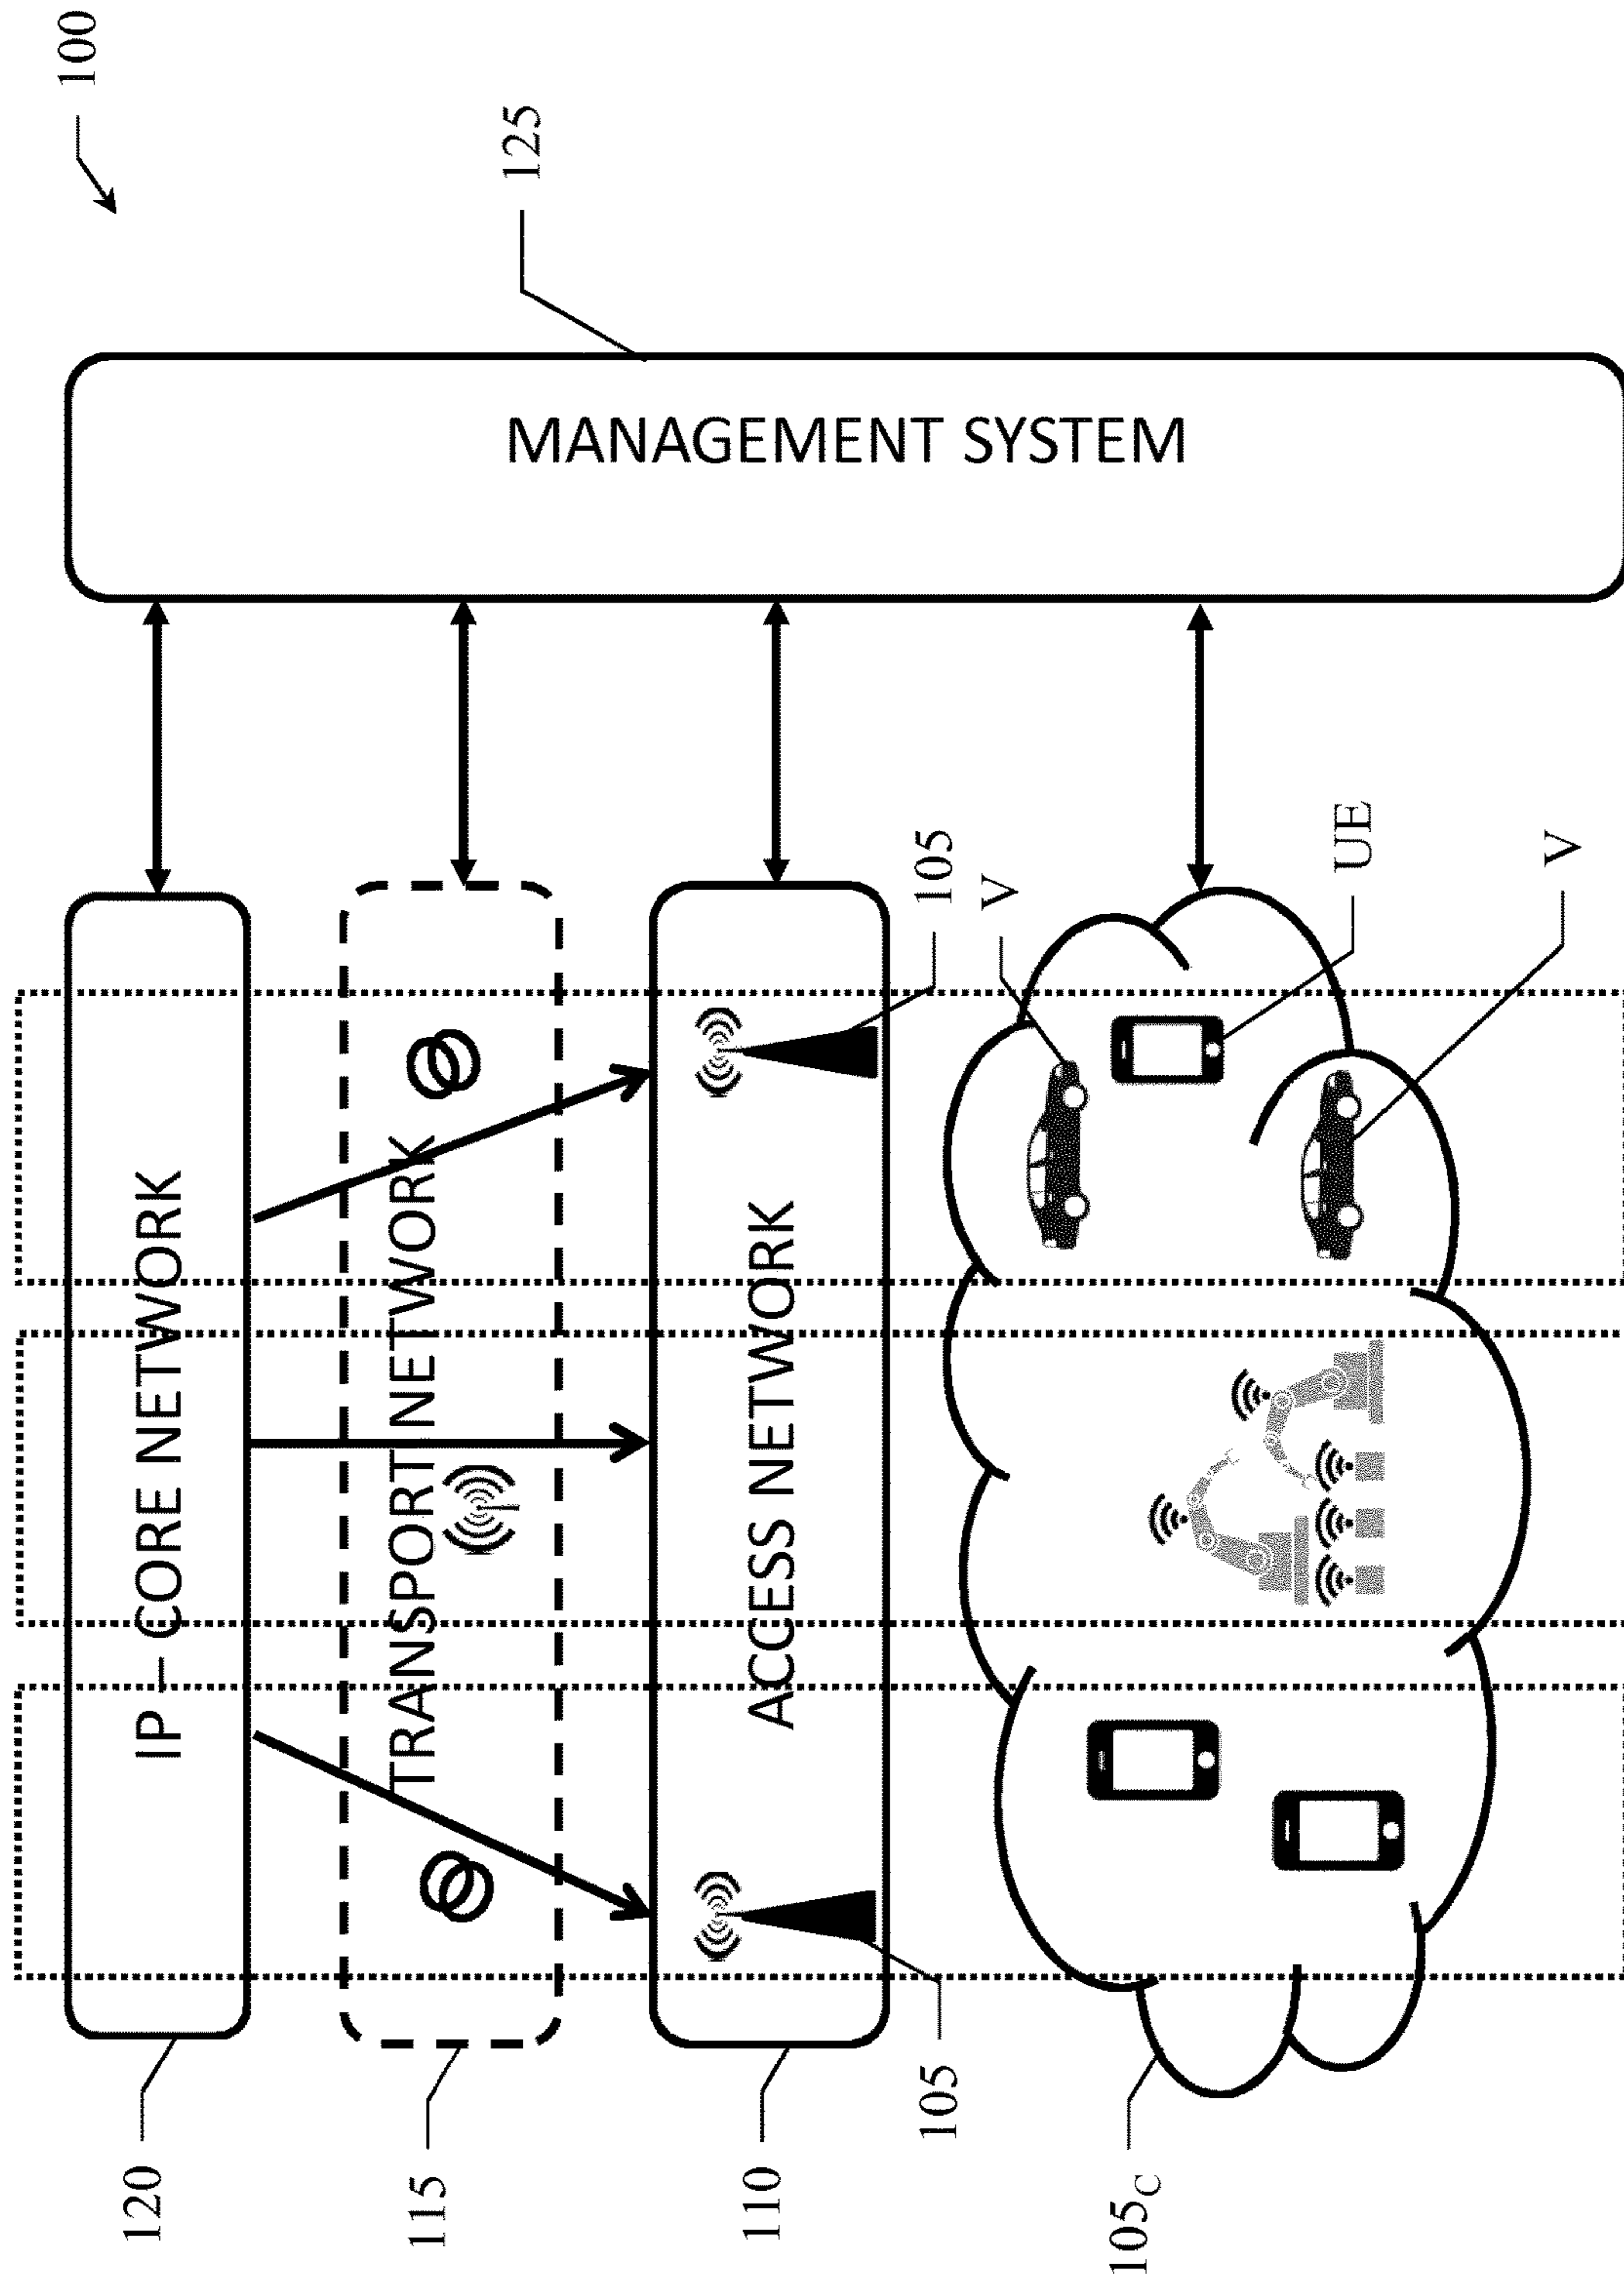 100
125
MANAGEMENT SYSTEM
120
IP – CORE NETWORK
115
TRANSPORT NETWORK
110
ACCESS NETWORK
105
105
V
UE
V
105C